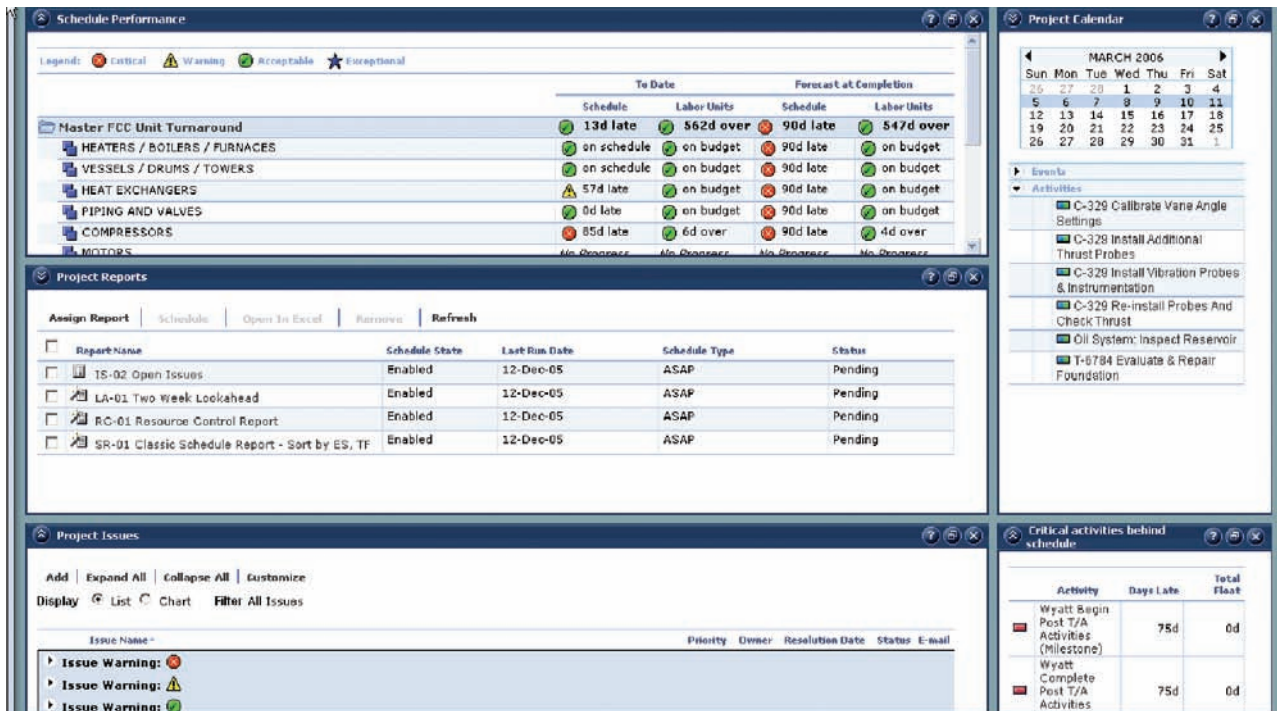 Schedule Performance
Legend: Critical Warning Acceptable Exceptional
To Date Forecast at Completion
Schedule Labor Units Schedule Labor Units
Master FCC Unit Turnaround 13d late 562d over 90d late 547d over
HEATERS / BOILERS / FURNACES on schedule on budget 90d late on budget
VESSELS / DRUMS / TOWERS on schedule on budget 90d late on budget
HEAT EXCHANGERS 57d late on budget 90d late on budget
PIPING AND VALVES 0d late on budget 90d late on budget
COMPRESSORS 85d late 6d over 90d late 4d over
MOTORS No Progress No Progress No Progress No Progress
Project Reports
Assign Report Schedule Open In Excel Remove Refresh
Report Name Schedule State Last Run Date Schedule Type Status
IS-02 Open Issues Enabled 12-Dec-05 ASAP Pending
LA-01 Two Week Lookahead Enabled 12-Dec-05 ASAP Pending
RC-01 Resource Control Report Enabled 12-Dec-05 ASAP Pending
SR-01 Classic Schedule Report - Sort by ES, TF Enabled 12-Dec-05 ASAP Pending
Project Issues
Add Expand All Collapse All Customize
Display List Chart Filter All Issues
Issue Name Priority Owner Resolution Date Status E-mail
Issue Warning:
Issue Warning:
Issue Warning:
Project Calendar
MARCH 2006
Sun Mon Tue Wed Thu Fri Sat
26 27 28 1 2 3 4
5 6 7 8 9 10 11
12 13 14 15 16 17 18
19 20 21 22 23 24 25
26 27 28 29 30 31 1
Events
Activities
C-329 Calibrate Vane Angle
Settings
C-329 Install Additional
Thrust Probes
C-329 Install Vibration Probes
& Instrumentation
C-329 Re-install Probes And
Check Thrust
Oil System: Inspect Reservoir
T-6784 Evaluate & Repair
Foundation
Critical activities behind
schedule
Activity Days Late Total
Float
Wyatt Begin
Post T/A
Activities
(Milestone) 75d 0d
Wyatt
Complete
Post T/A
Activities 75d 0d